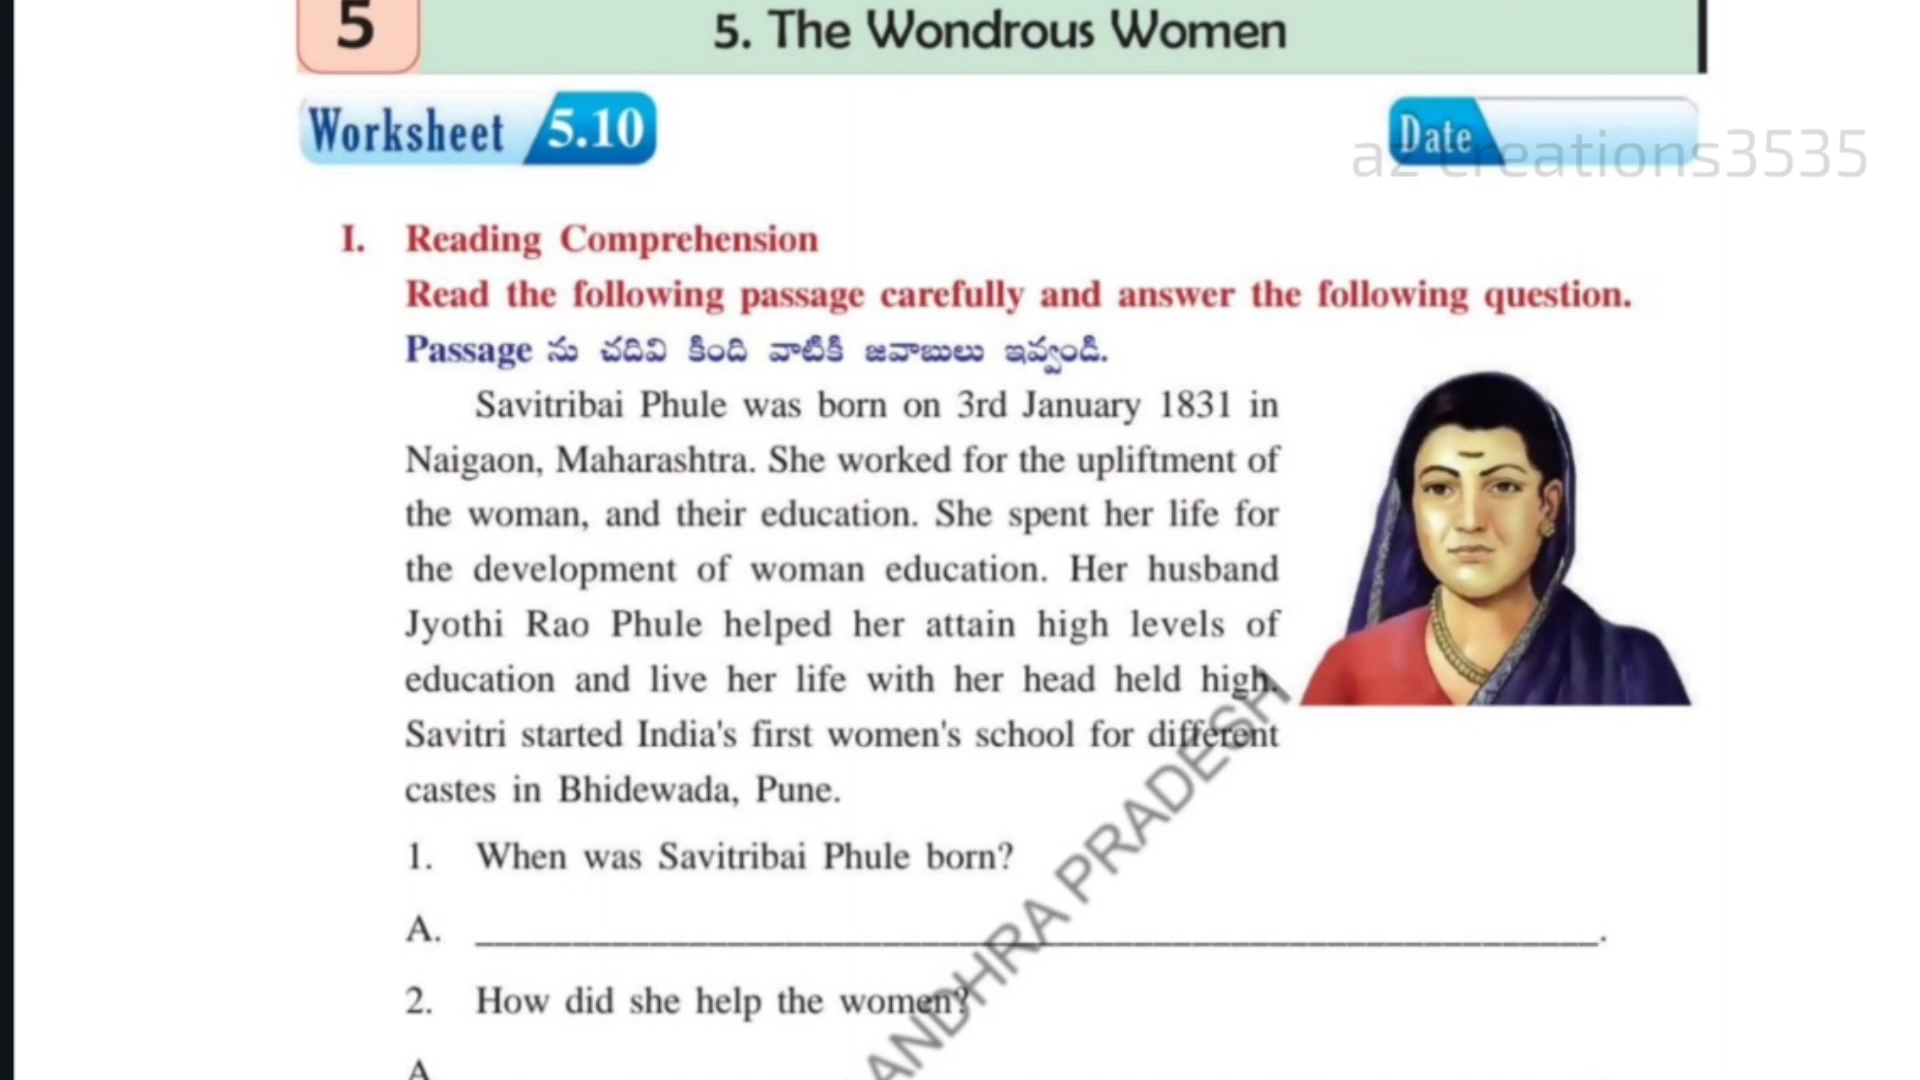 5
5. The Wondrous Women
Worksheet 5.10
Date
az creations3535
I. Reading Comprehension
Read the following passage carefully and answer the following question.
Passage ను చదివి కింది వాటికి జవాబులు ఇవ్వండి.
Savitribai Phule was born on 3rd January 1831 in
Naigaon, Maharashtra. She worked for the upliftment of
the woman, and their education. She spent her life for
the development of woman education. Her husband
Jyothi Rao Phule helped her attain high levels of
education and live her life with her head held high.
Savitri started India's first women's school for different
castes in Bhidewada, Pune.
1. When was Savitribai Phule born?
A. ______________________________.
2. How did she help the women?
A.
ANDHRA PRADESH